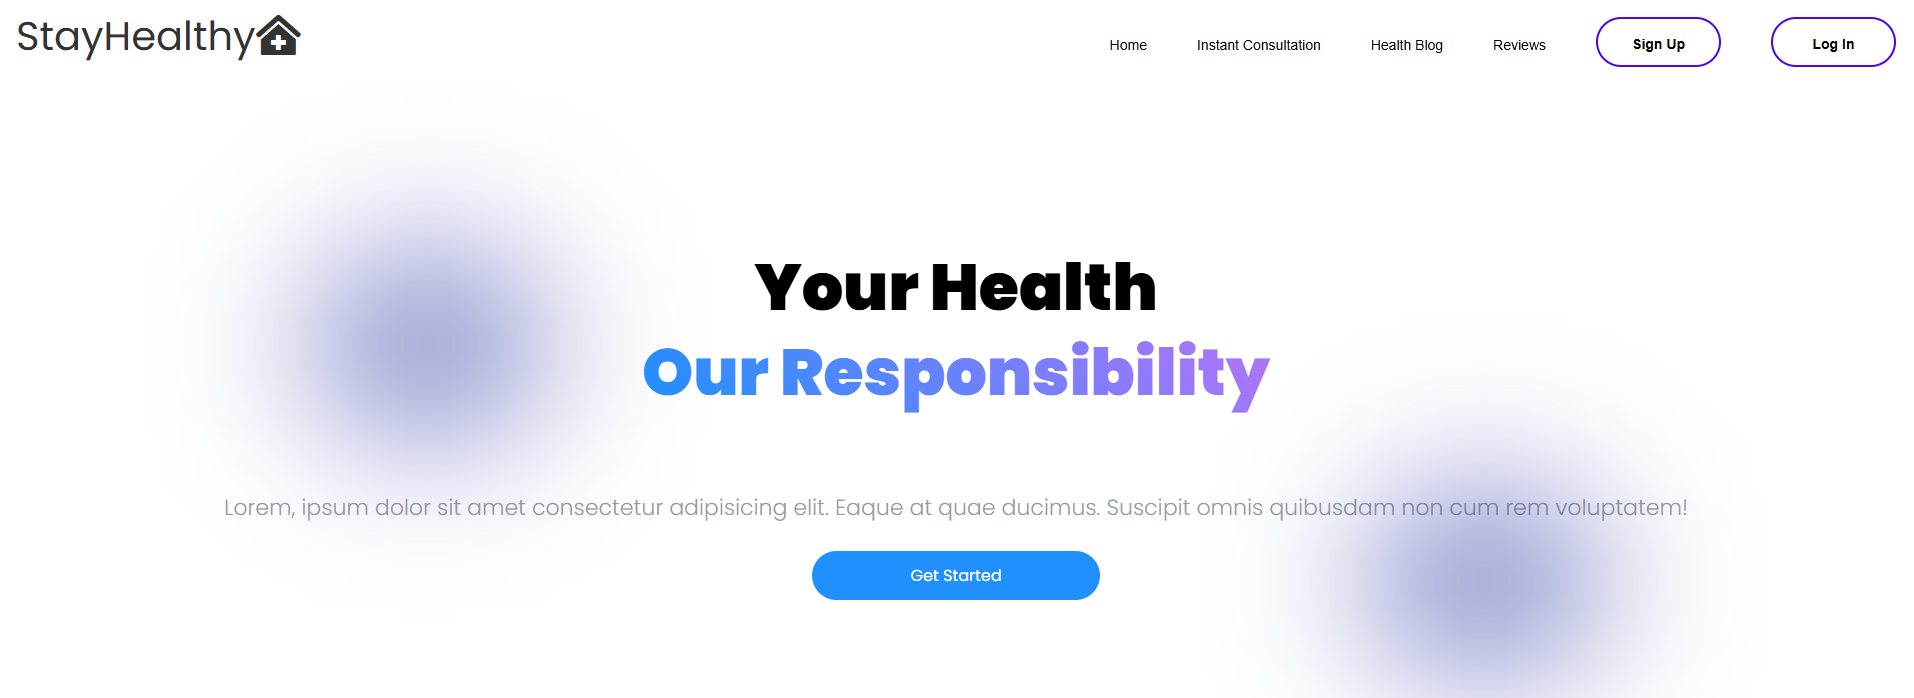 StayHealthy
Home Instant Consultation Health Blog Reviews Sign Up Log In
Your Health
Our Responsibility
Lorem, ipsum dolor sit amet consectetur adipisicing elit. Eaque at quae ducimus. Suscipit omnis quibusdam non cum rem voluptatem!
Get Started